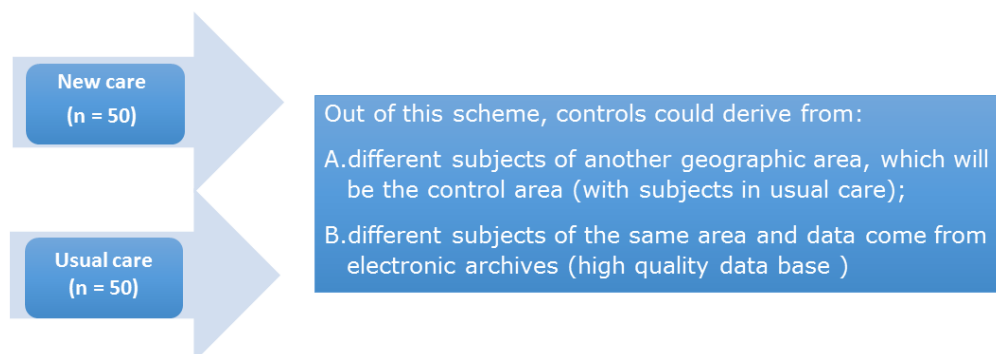 New care
(n = 50)
Usual care
(n = 50)
Out of this scheme, controls could derive from:
A.different subjects of another geographic area, which will
be the control area (with subjects in usual care);
B.different subjects of the same area and data come from
electronic archives (high quality data base )